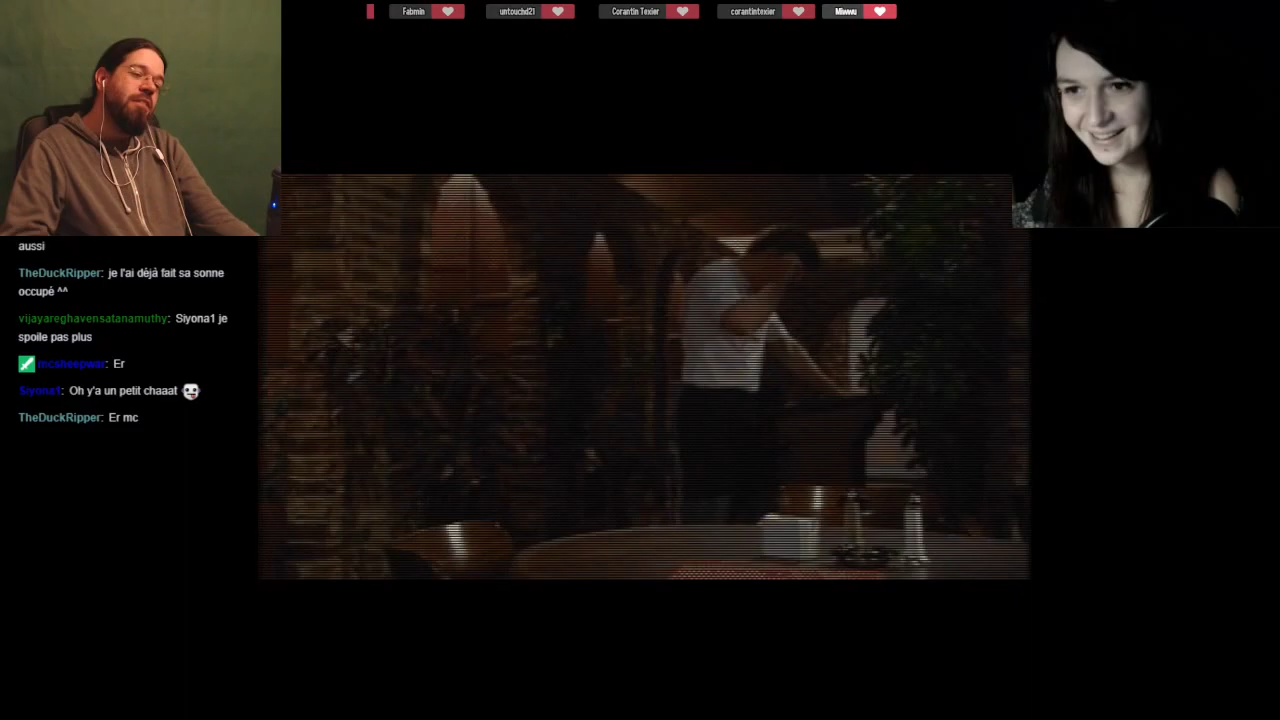 Fabmin
untouchd21
Corantin Texier
corantintexier
Miwwu
aussi
TheDuckRipper: je l'ai déjà fait sa sonne
occupé ^^
vijayareghavensatanamuthy: Siyona1 je
spoile pas plus
mcsheepwar: Er
Siyona1: Oh y'a un petit chaaat
TheDuckRipper: Er mc